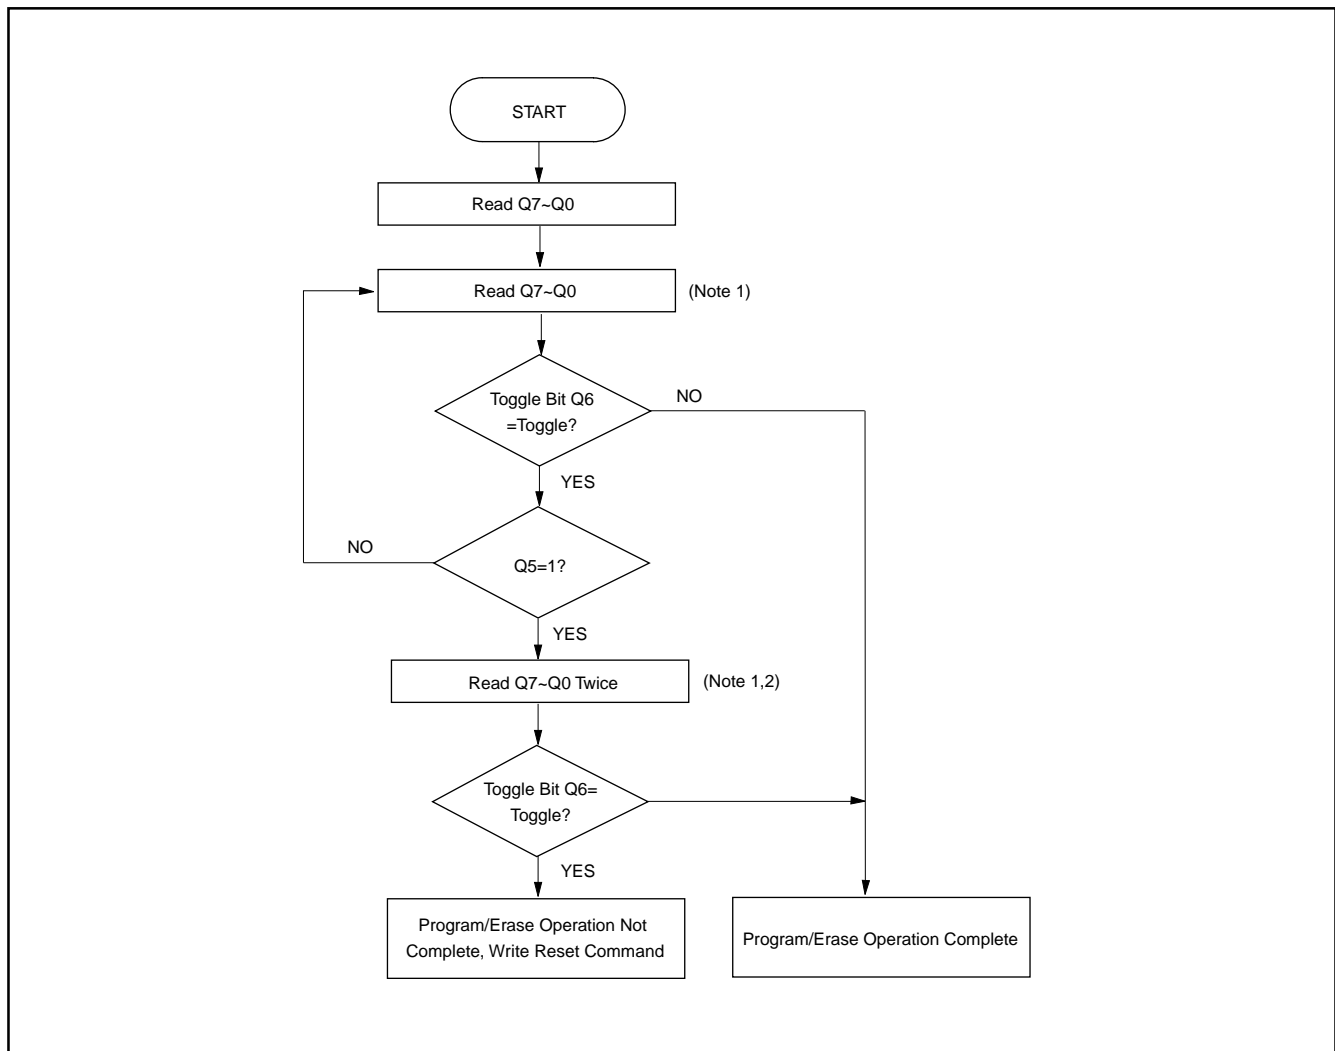 START
Read Q7~Q0
Read Q7~Q0
(Note 1)
Toggle Bit Q6
=Toggle?
NO
YES
NO
Q5=1?
YES
Read Q7~Q0 Twice
(Note 1,2)
Toggle Bit Q6=
Toggle?
YES
Program/Erase Operation Not
Complete, Write Reset Command
Program/Erase Operation Complete